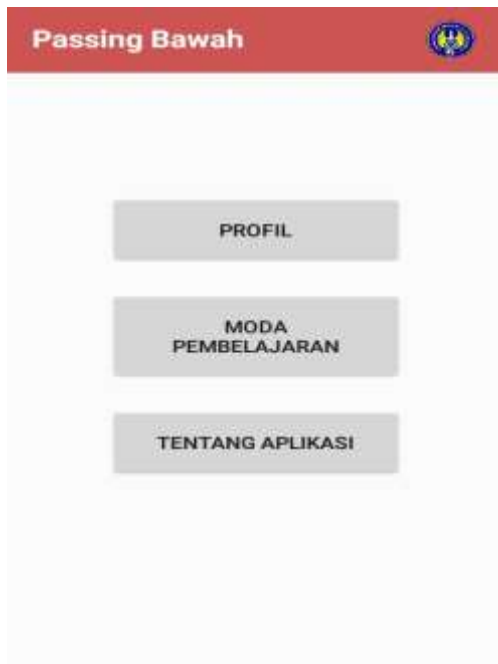 Passing Bawah
PROFIL
MODA
PEMBELAJARAN
TENTANG APLIKASI